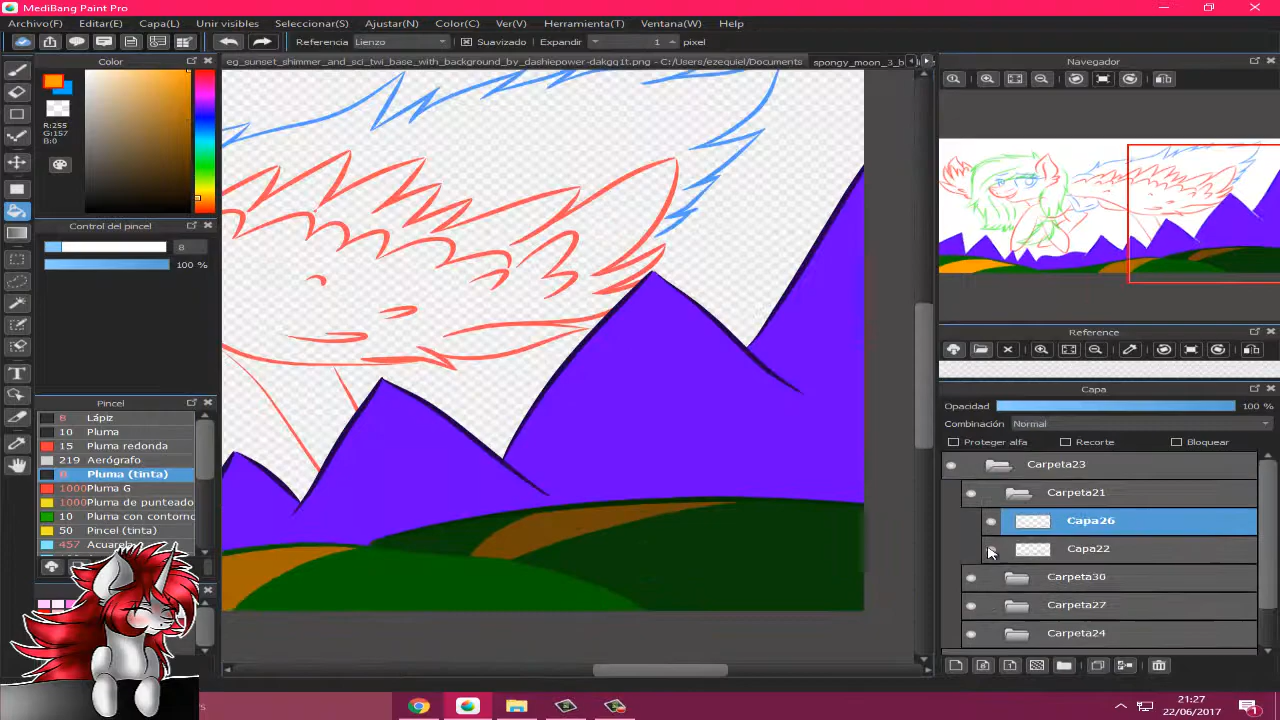 MediBang Paint Pro
Archivo(F) Editar(E) Capa(L) Unir visibles Seleccionar(S) Ajustar(N) Color(C) Ver(V) Herramienta(T) Ventana(W) Help
Referencia Lienzo Suavizado Expandir 1 pixel
Color
eg_sunset_shimmer_and_sci_twi_base_with_background_by_dashiepower-dakgg1t.png - C:/Users/ezequiel/Documents
spongy_moon_3_b
Navegador
R:255
G:157
B:0
Control del pincel
8
100 %
Reference
Capa
Opacidad 100 %
Combinación Normal
Proteger alfa Recorte Bloquear
Carpeta23
Carpeta21
Capa26
Capa22
Carpeta30
Carpeta27
Carpeta24
Pincel
8 Lápiz
10 Pluma
15 Pluma redonda
219 Aerógrafo
8 Pluma (tinta)
1000 Pluma G
1000 Pluma de punteado
10 Pluma con contorno
50 Pincel (tinta)
457 Acuarela
21:27
22/06/2017
1